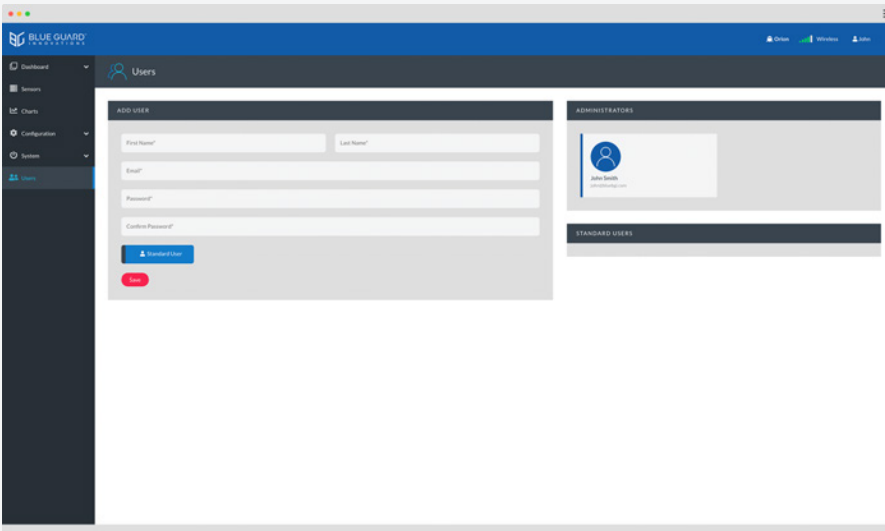 BLUE GUARD
INNOVATIONS
Orion Wireless John
Dashboard
Sensors
Charts
Configuration
System
Users
Users
ADD USER
First Name*
Last Name*
Email*
Password*
Confirm Password*
Standard User
Save
ADMINISTRATORS
John Smith
STANDARD USERS